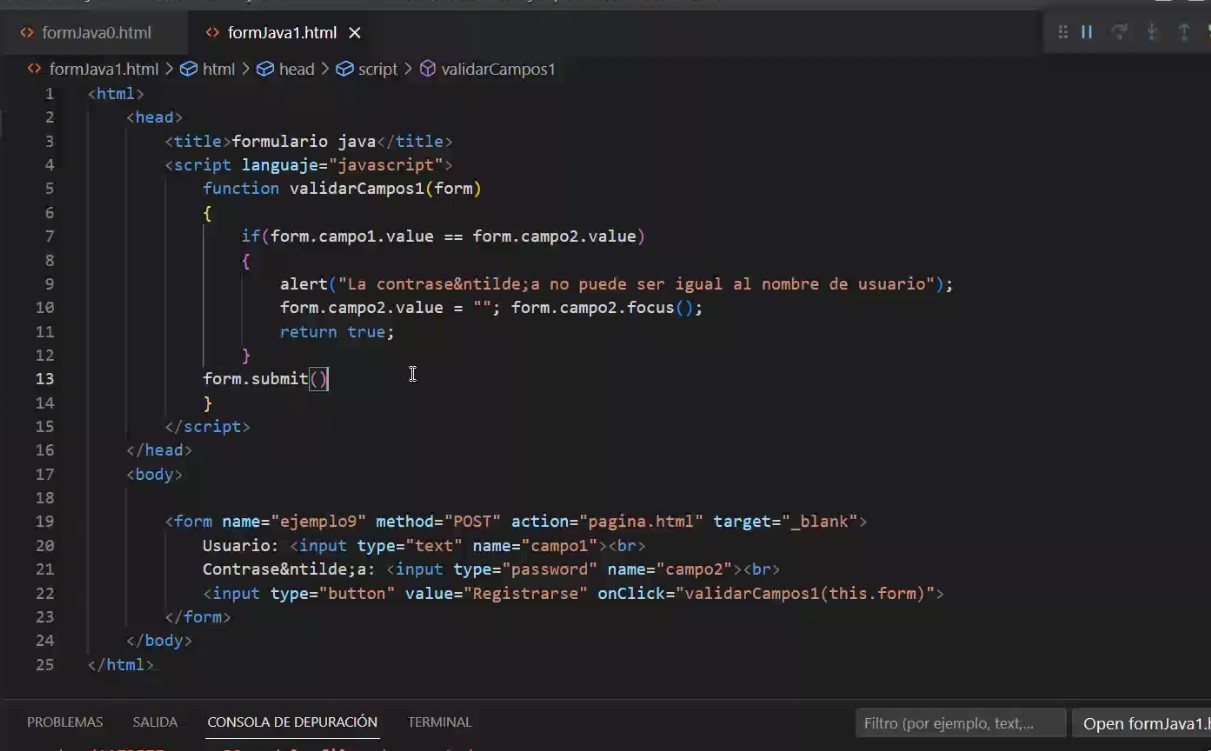 formJava0.html formJava1.html
formJava1.html > html > head > script > validarCampos1
1 <html>
2 <head>
3 <title>formulario java</title>
4 <script languaje="javascript">
5 function validarCampos1(form)
6 {
7 if(form.campo1.value == form.campo2.value)
8 {
9 alert("La contrase&ntilde;a no puede ser igual al nombre de usuario");
10 form.campo2.value = ""; form.campo2.focus();
11 return true;
12 }
13 form.submit()
14 }
15 </script>
16 </head>
17 <body>
18
19 <form name="ejemplo9" method="POST" action="pagina.html" target="_blank">
20 Usuario: <input type="text" name="campo1"><br>
21 Contrase&ntilde;a: <input type="password" name="campo2"><br>
22 <input type="button" value="Registrarse" onClick="validarCampos1(this.form)">
23 </form>
24 </body>
25 </html>
PROBLEMAS SALIDA CONSOLA DE DEPURACIÓN TERMINAL Filtro (por ejemplo, text,... Open formJava1.h